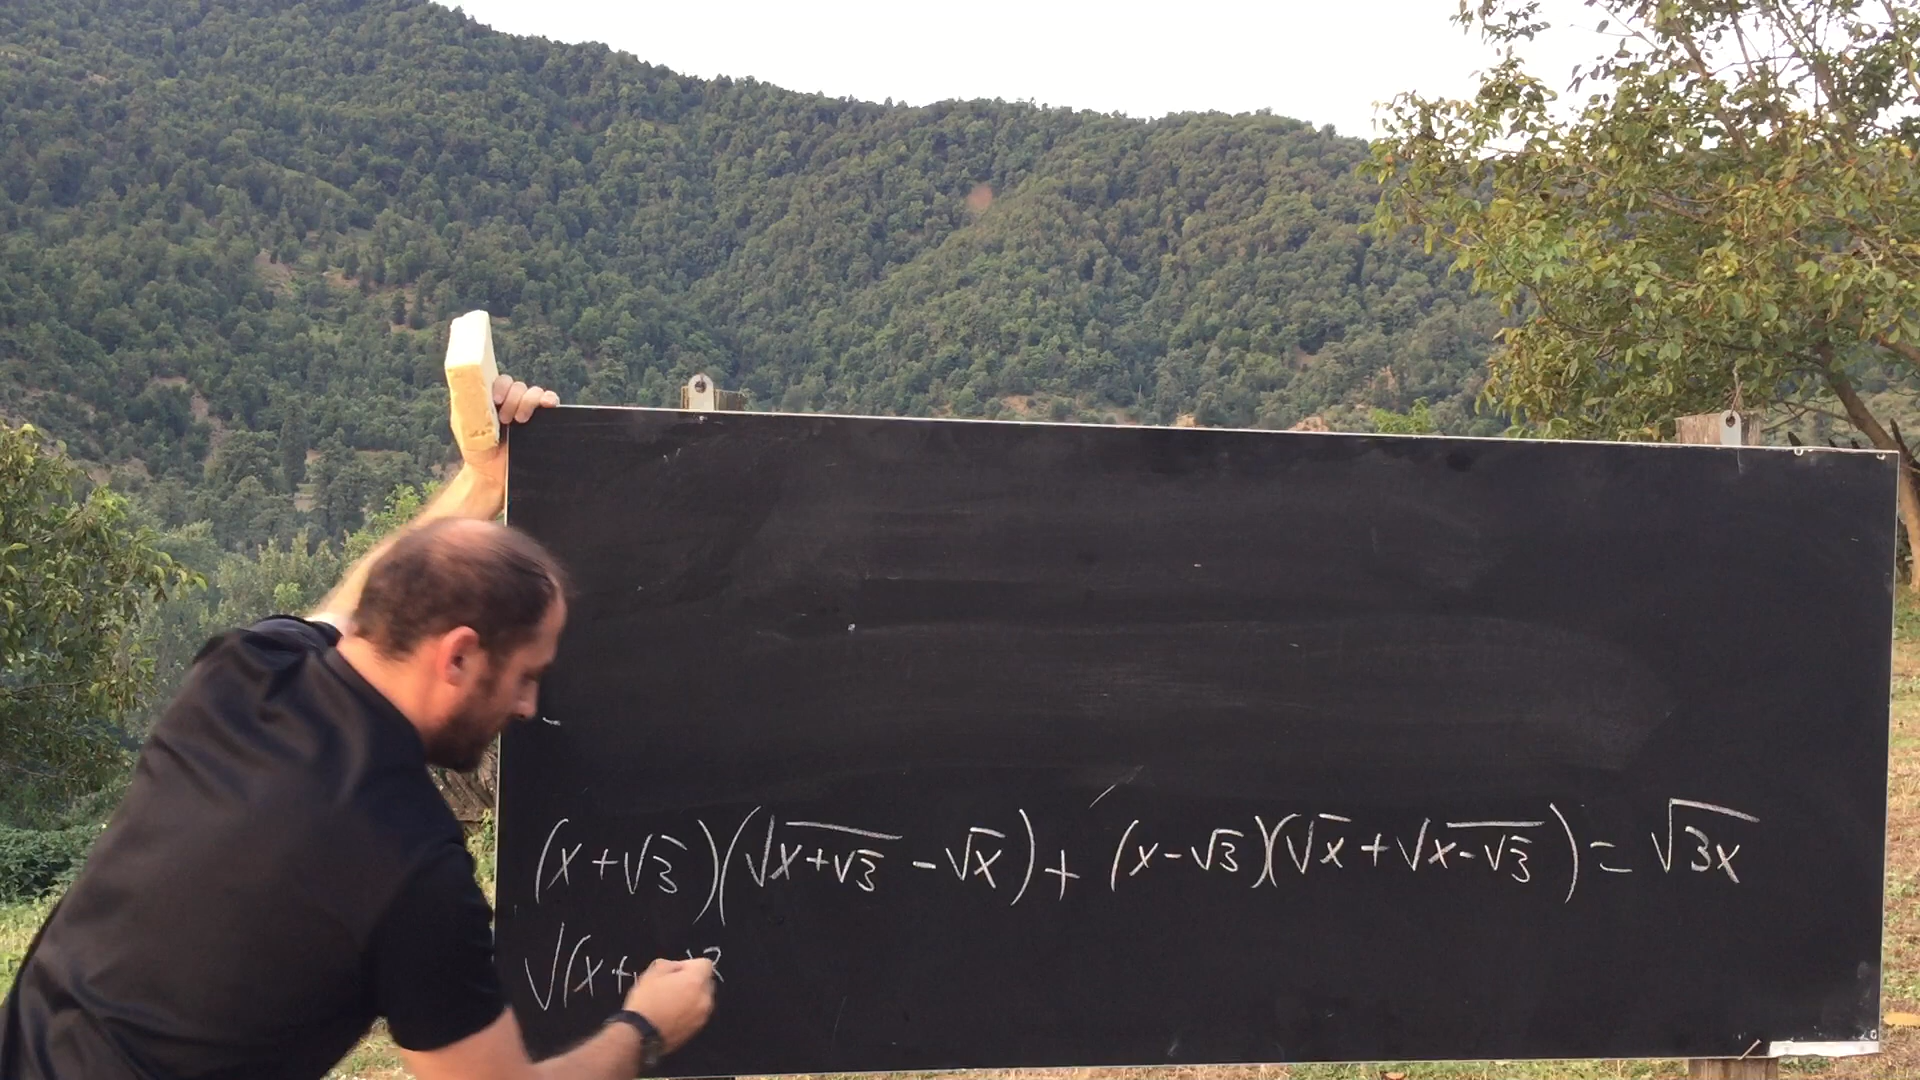 (x+√3)(√(x+√3) - √x) + (x-√3)(√x + √(x-√3)) = √(3x)
√(x+